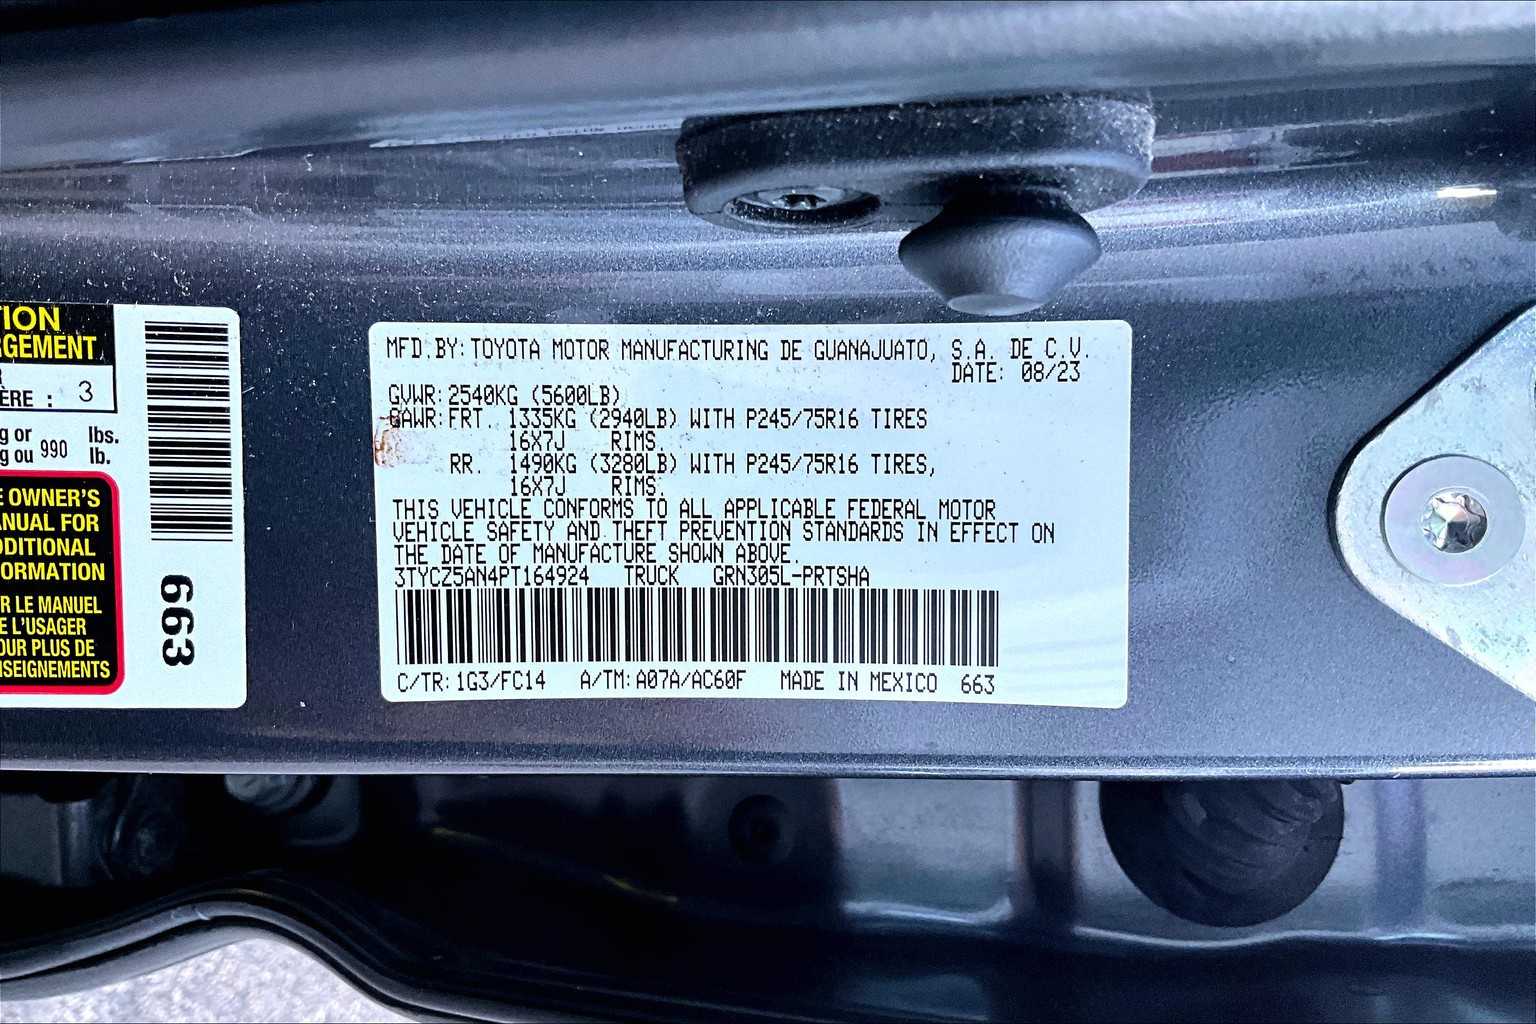 TION
RGEMENT
R
ÈRE : 3
g or lbs.
g ou 990 lb.
E OWNER'S
ANUAL FOR
DDITIONAL
FORMATION
R LE MANUEL
E L'USAGER
OUR PLUS DE
NSEIGNEMENTS
663
MFD.BY: TOYOTA MOTOR MANUFACTURING DE GUANAJUATO, S.A. DE C.V.
DATE: 08/23
GVWR: 2540KG (5600LB)
GAWR: FRT. 1335KG (2940LB) WITH P245/75R16 TIRES
16X7J RIMS.
RR. 1490KG (3280LB) WITH P245/75R16 TIRES,
16X7J RIMS.
THIS VEHICLE CONFORMS TO ALL APPLICABLE FEDERAL MOTOR
VEHICLE SAFETY AND THEFT PREVENTION STANDARDS IN EFFECT ON
THE DATE OF MANUFACTURE SHOWN ABOVE.
3TYCZ5AN4PT164924 TRUCK GRN305L-PRTSHA
C/TR: 1G3/FC14 A/TM: A07A/AC60F MADE IN MEXICO 663